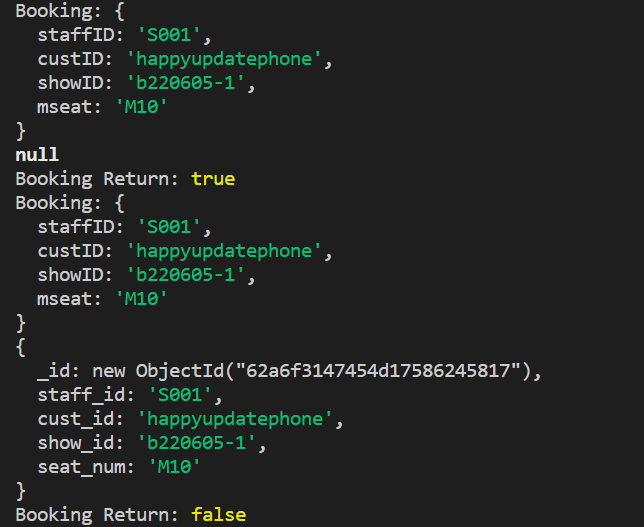 Booking: {
  staffID: 'S001',
  custID: 'happyupdatephone',
  showID: 'b220605-1',
  mseat: 'M10'
}
null
Booking Return: true
Booking: {
  staffID: 'S001',
  custID: 'happyupdatephone',
  showID: 'b220605-1',
  mseat: 'M10'
}
{
  _id: new ObjectId("62a6f3147454d17586245817"),
  staff_id: 'S001',
  cust_id: 'happyupdatephone',
  show_id: 'b220605-1',
  seat_num: 'M10'
}
Booking Return: false